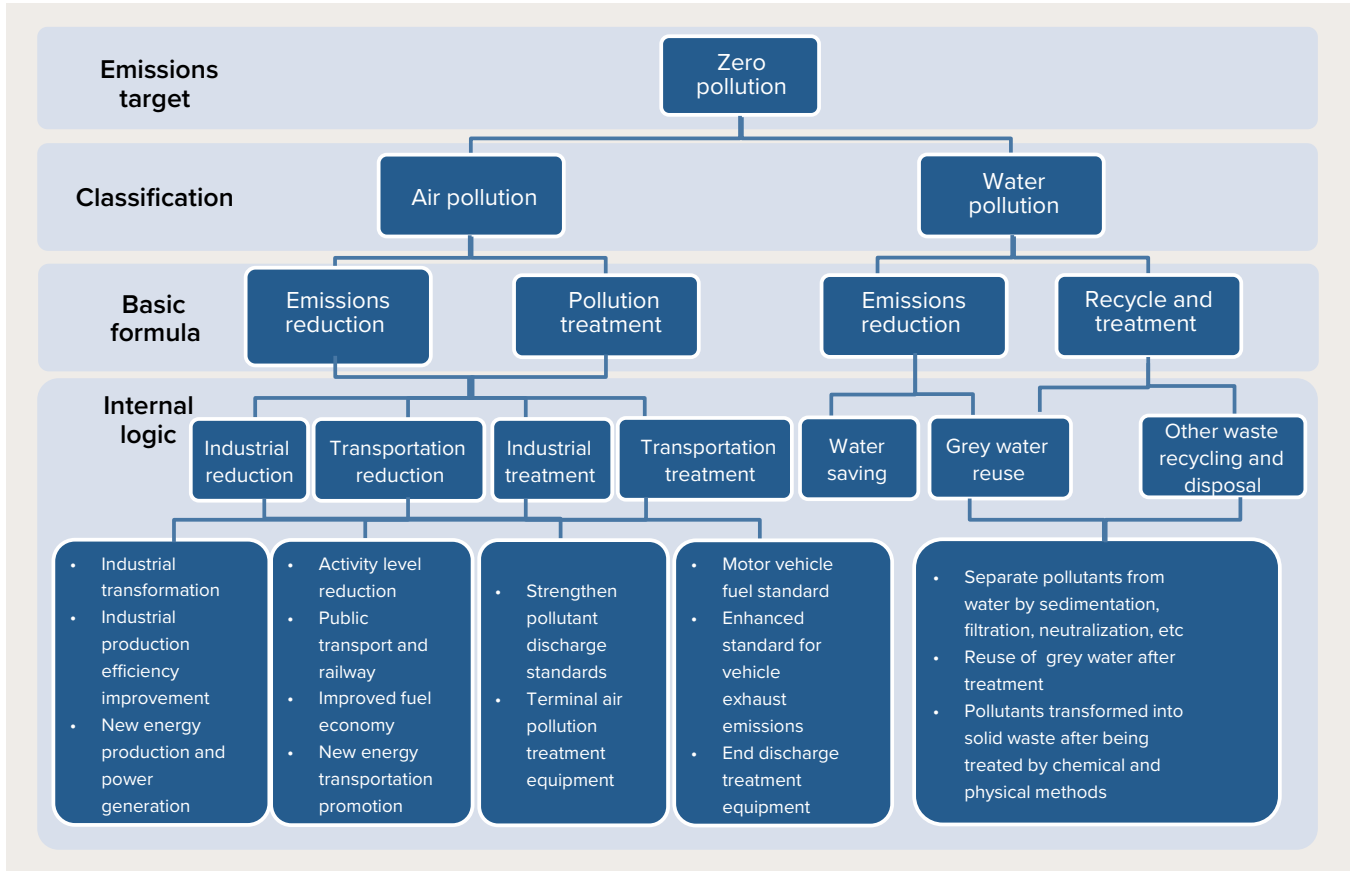 Emissions
target
Zero
pollution
Classification
Air pollution
Water
pollution
Basic
formula
Emissions
reduction
Pollution
treatment
Emissions
reduction
Recycle and
treatment
Internal
logic
Industrial
reduction
Transportation
reduction
Industrial
treatment
Transportation
treatment
Water
saving
Grey water
reuse
Other waste
recycling and
disposal
• Industrial
transformation
• Industrial
production
efficiency
improvement
• New energy
production and
power
generation
• Activity level
reduction
• Public
transport and
railway
• Improved fuel
economy
• New energy
transportation
promotion
• Strengthen
pollutant
discharge
standards
• Terminal air
pollution
treatment
equipment
• Motor vehicle
fuel standard
• Enhanced
standard for
vehicle
exhaust
emissions
• End discharge
treatment
equipment
• Separate pollutants from
water by sedimentation,
filtration, neutralization, etc
• Reuse of grey water after
treatment
• Pollutants transformed into
solid waste after being
treated by chemical and
physical methods